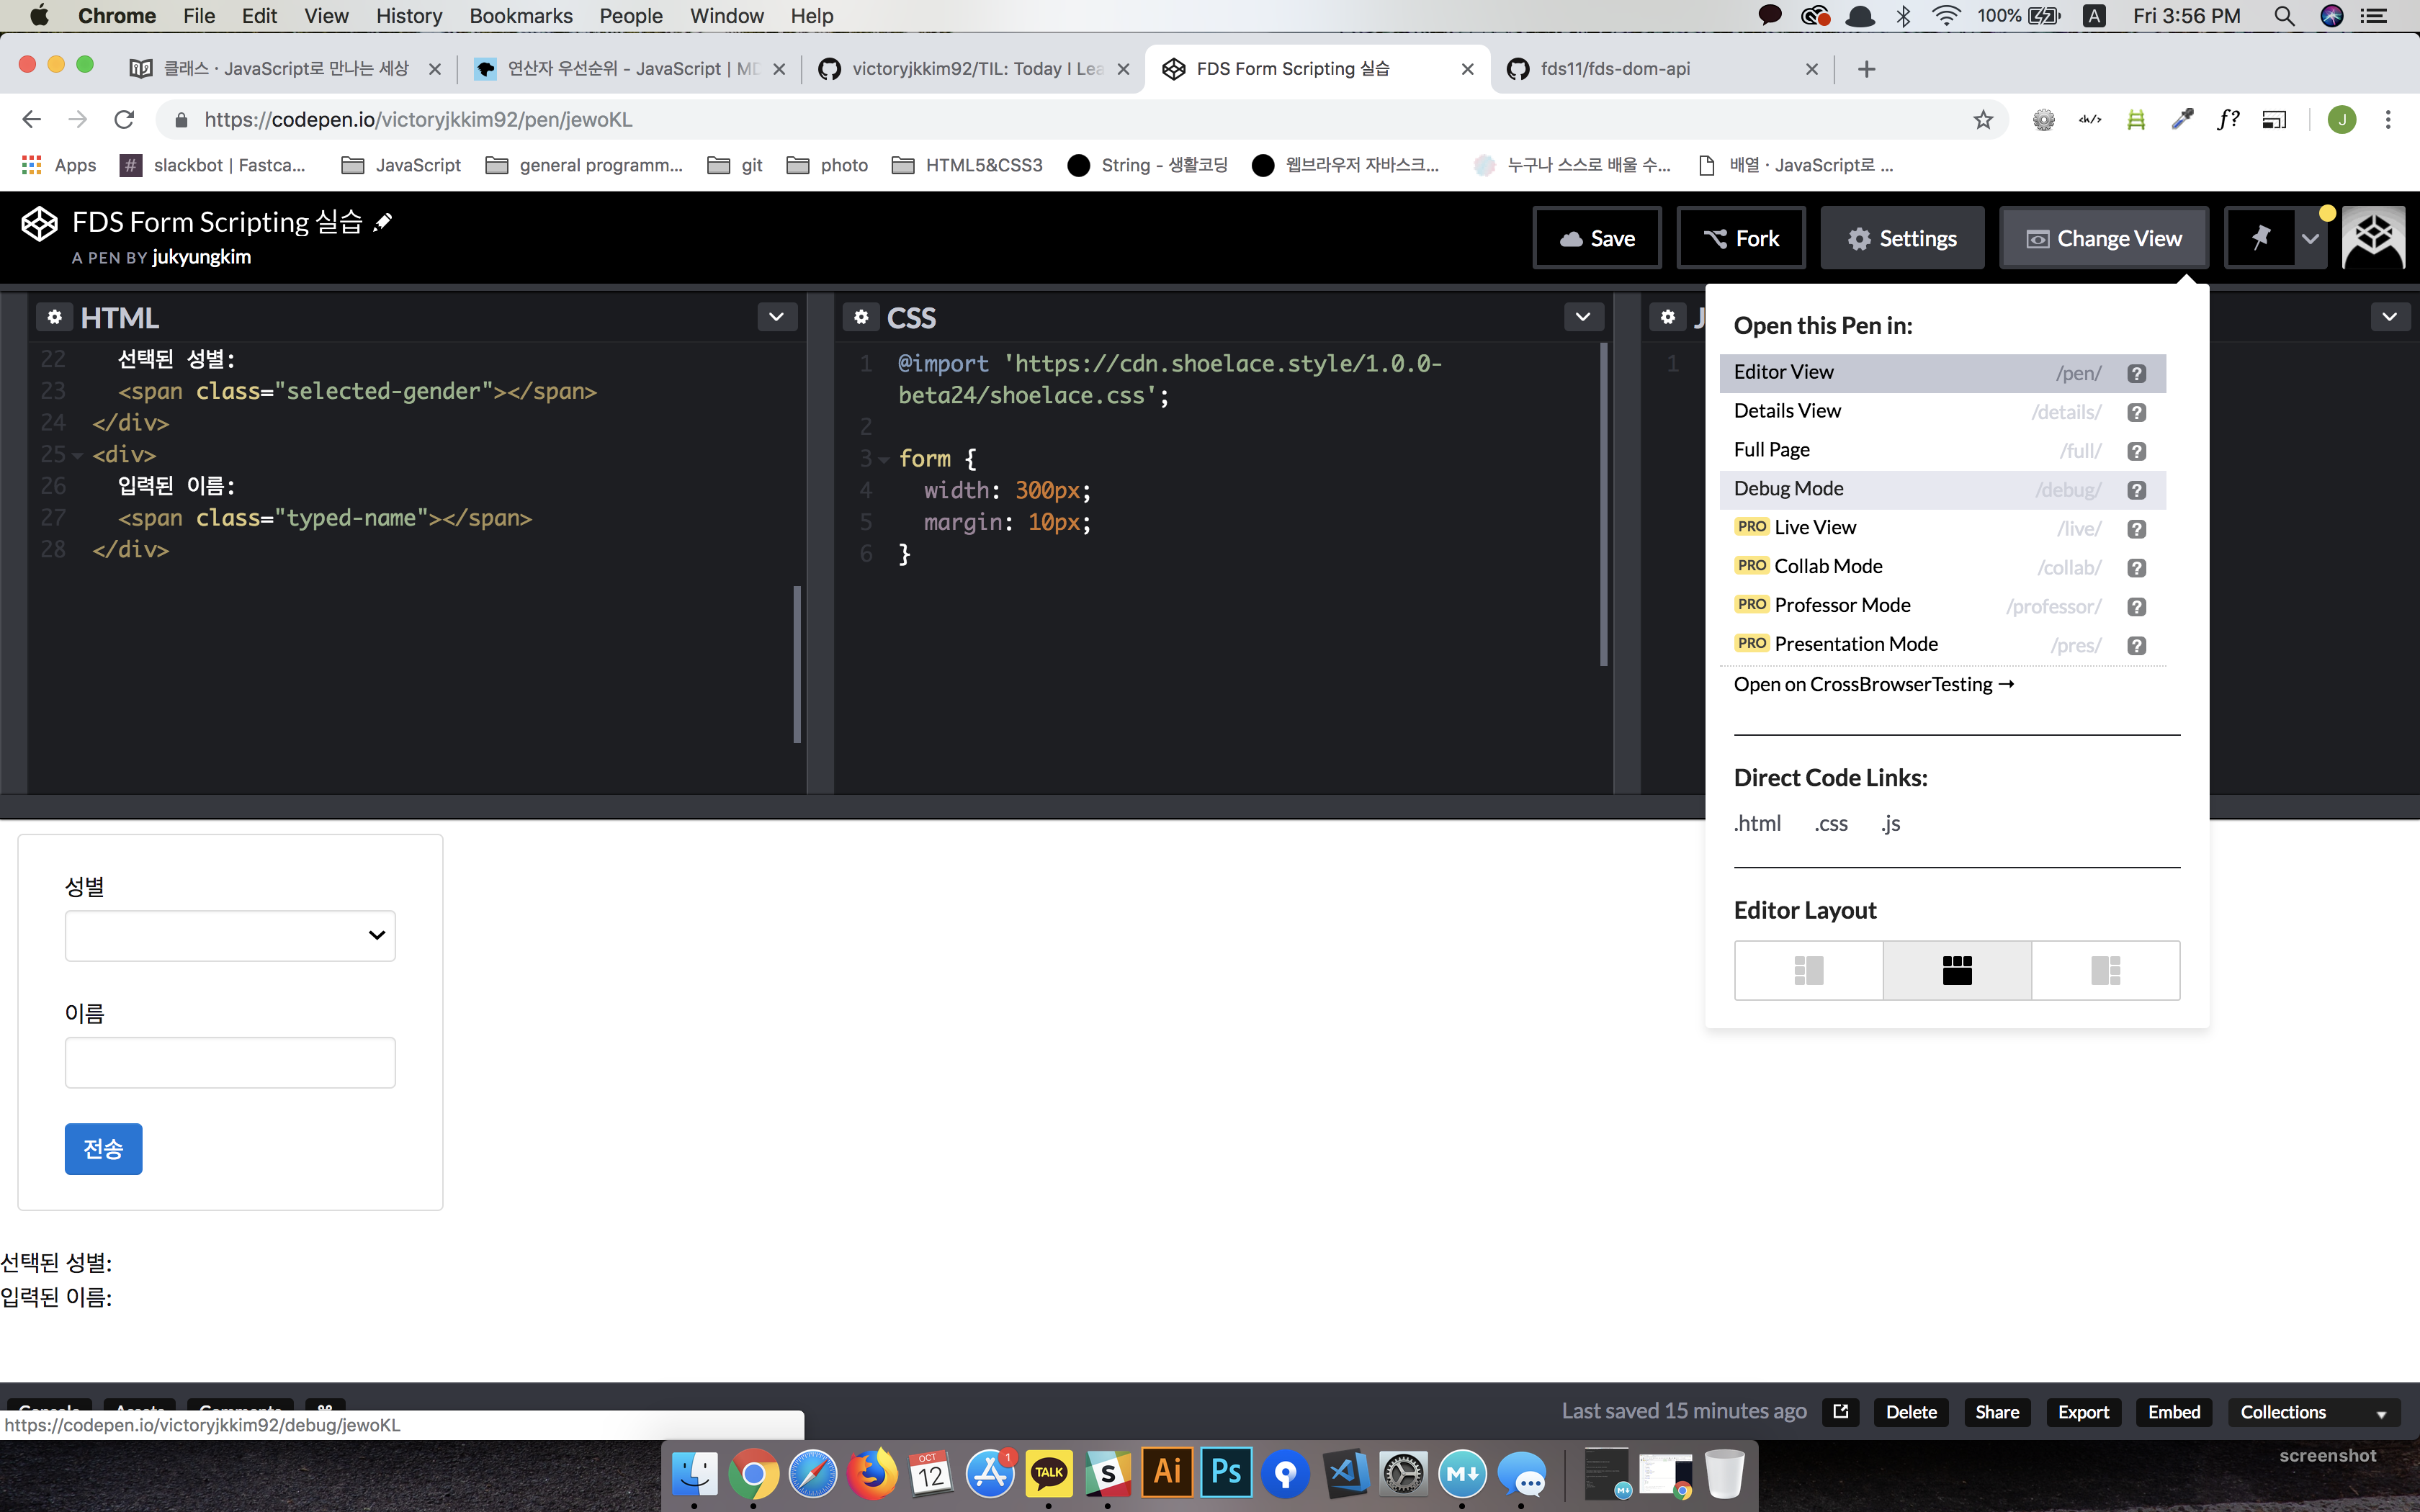 Chrome File Edit View History Bookmarks People Window Help 100% A Fri 3:56 PM
클래스 · JavaScript로 만나는 세상 연산자 우선순위 - JavaScript | MD victoryjkkim92/TIL: Today I Lea FDS Form Scripting 실습 fds11/fds-dom-api
https://codepen.io/victoryjkkim92/pen/jewoKL <h/> f? J
Apps # slackbot | Fastca... JavaScript general programm... git photo HTML5&CSS3 String - 생활코딩 웹브라우저 자바스크... 누구나 스스로 배울 수... 배열 · JavaScript로 ...
FDS Form Scripting 실습
A PEN BY jukyungkim
Save Fork Settings Change View
HTML
22 선택된 성별:
23 <span class="selected-gender"></span>
24 </div>
25 <div>
26 입력된 이름:
27 <span class="typed-name"></span>
28 </div>
CSS
1 @import 'https://cdn.shoelace.style/1.0.0-
beta24/shoelace.css';
2
3 form {
4 width: 300px;
5 margin: 10px;
6 }
1
Open this Pen in:
Editor View /pen/ ?
Details View /details/ ?
Full Page /full/ ?
Debug Mode /debug/ ?
PRO Live View /live/ ?
PRO Collab Mode /collab/ ?
PRO Professor Mode /professor/ ?
PRO Presentation Mode /pres/ ?
Open on CrossBrowserTesting →
Direct Code Links:
.html .css .js
Editor Layout
성별
이름
전송
선택된 성별:
입력된 이름:
Console Assets Comments ⌘
Last saved 15 minutes ago Delete Share Export Embed Collections
https://codepen.io/victoryjkkim92/debug/jewoKL
OCT
12
1
TALK
S
Ai
Ps
M↓
screenshot